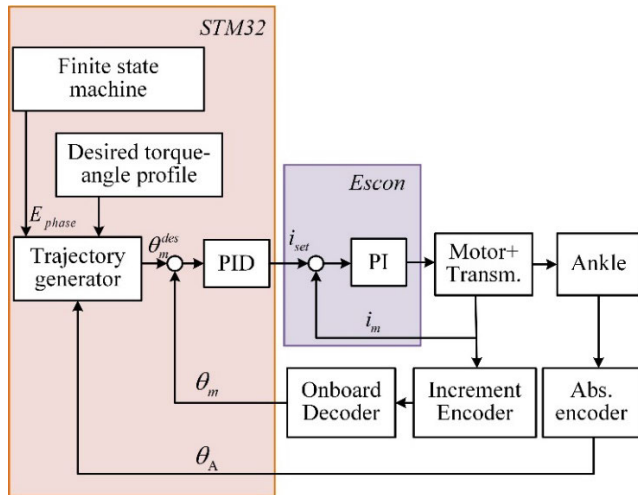 STM32
Finite state
machine
Desired torque-
angle profile
Escon
E_phase
θ_m^des
i_set
Trajectory
generator
PID
PI
Motor+
Transm.
Ankle
i_m
θ_m
Onboard
Decoder
Increment
Encoder
Abs.
encoder
θ_A